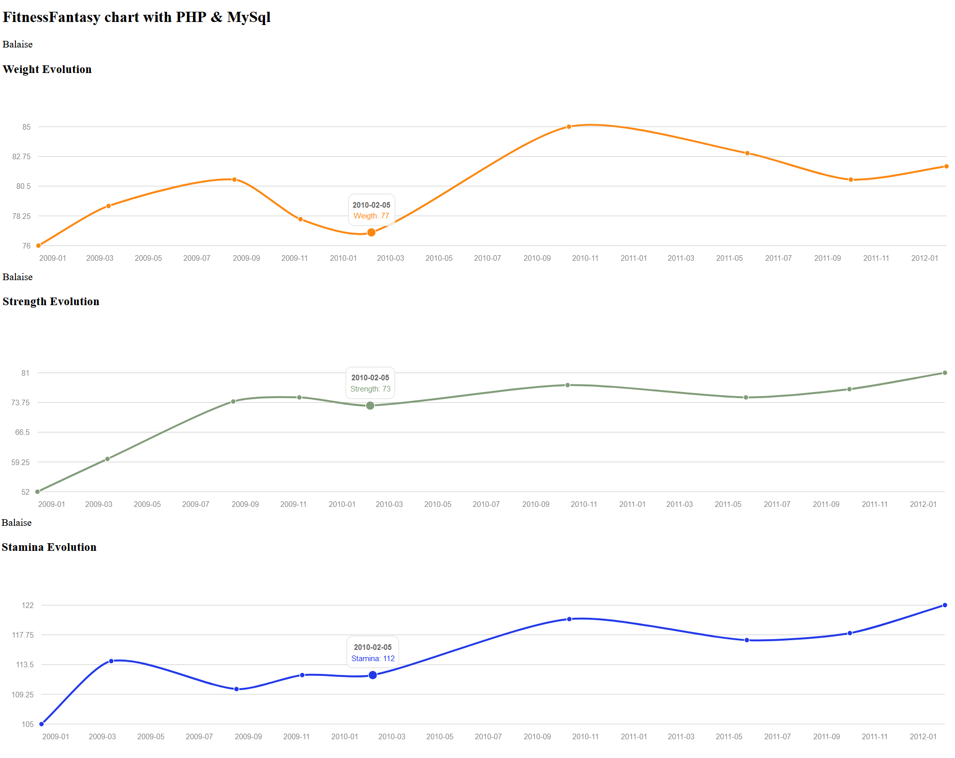 FitnessFantasy chart with PHP & MySql
Balaise
Weight Evolution
85
82.75
80.5
78.25
76
2010-02-05
Weigth: 77
2009-01 2009-03 2009-05 2009-07 2009-09 2009-11 2010-01 2010-03 2010-05 2010-07 2010-09 2010-11 2011-01 2011-03 2011-05 2011-07 2011-09 2011-11 2012-01
Balaise
Strength Evolution
81
73.75
66.5
59.25
52
2010-02-05
Strength: 73
2009-01 2009-03 2009-05 2009-07 2009-09 2009-11 2010-01 2010-03 2010-05 2010-07 2010-09 2010-11 2011-01 2011-03 2011-05 2011-07 2011-09 2011-11 2012-01
Balaise
Stamina Evolution
122
117.75
113.5
109.25
105
2010-02-05
Stamina: 112
2009-01 2009-03 2009-05 2009-07 2009-09 2009-11 2010-01 2010-03 2010-05 2010-07 2010-09 2010-11 2011-01 2011-03 2011-05 2011-07 2011-09 2011-11 2012-01